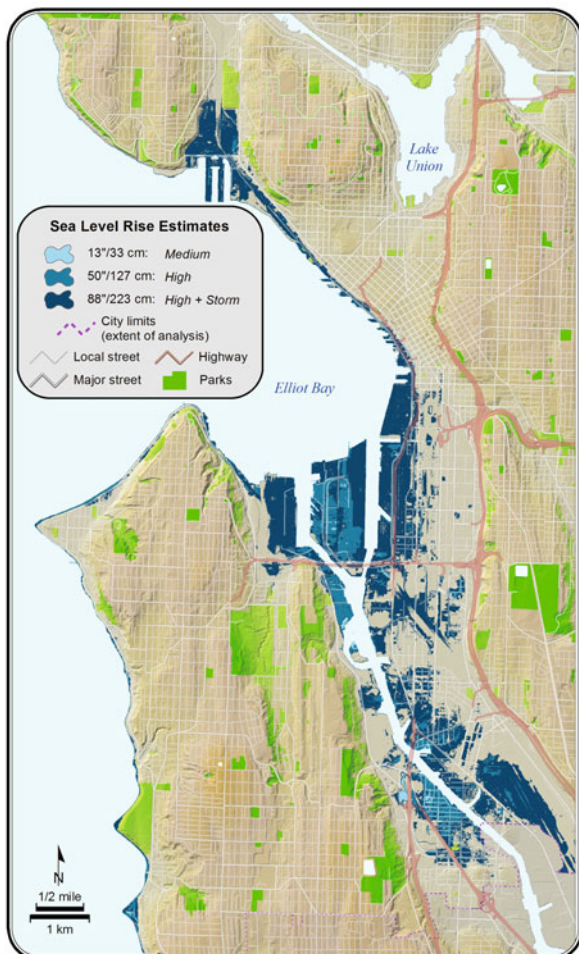 Lake
Union
Sea Level Rise Estimates
13"/33 cm: Medium
50"/127 cm: High
88"/223 cm: High + Storm
City limits
(extent of analysis)
Local street
Highway
Major street
Parks
Elliot Bay
N
1/2 mile
1 km